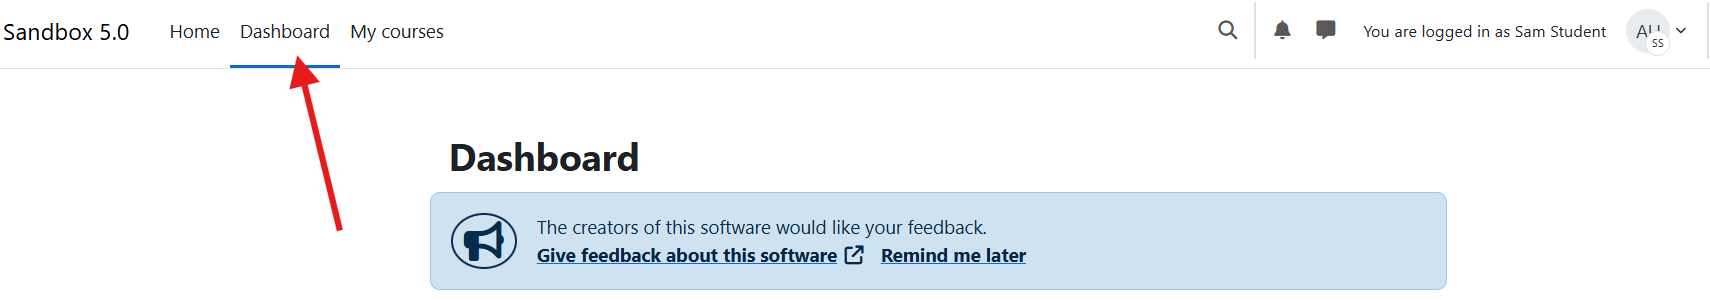 Sandbox 5.0 Home Dashboard My courses You are logged in as Sam Student AU SS
Dashboard
The creators of this software would like your feedback.
Give feedback about this software Remind me later